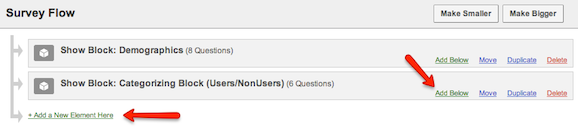 Survey Flow Make Smaller Make Bigger
Show Block: Demographics (8 Questions)
Add Below Move Duplicate Delete
Show Block: Categorizing Block (Users/NonUsers) (6 Questions)
Add Below Move Duplicate Delete
+ Add a New Element Here